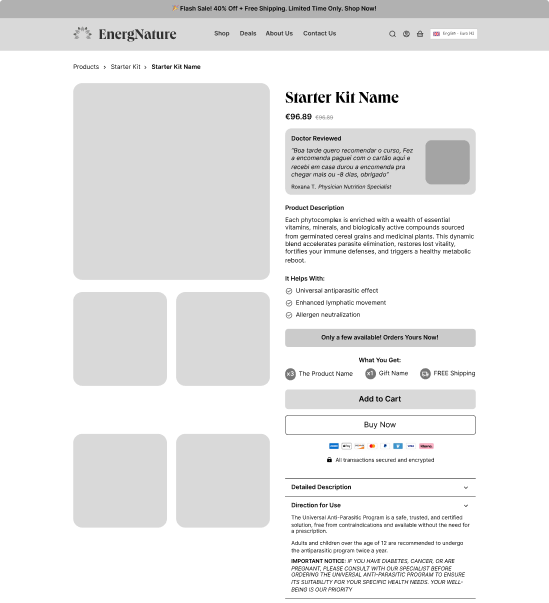 Flash Sale! 40% Off + Free Shipping. Limited Time Only. Shop Now!
EnergNature
Shop Deals About Us Contact Us
English - Euro (€)
Products > Starter Kit > Starter Kit Name
Starter Kit Name
€96.89 €96.89
Doctor Reviewed
"Boa tarde quero recomendar o curso, Fez
a encomenda paguei com o cartão aqui e
recebi em casa durou a encomenda pra
chegar mais ou -8 dias, obrigado"
Roxana T. Physician Nutrition Specialist
Product Description
Each phytocomplex is enriched with a wealth of essential
vitamins, minerals, and biologically active compounds sourced
from germinated cereal grains and medicinal plants. This dynamic
blend accelerates parasite elimination, restores lost vitality,
fortifies your immune defenses, and triggers a healthy metabolic
reboot.
It Helps With:
Universal antiparasitic effect
Enhanced lymphatic movement
Allergen neutralization
Only a few available! Orders Yours Now!
What You Get:
x3 The Product Name x1 Gift Name FREE Shipping
Add to Cart
Buy Now
All transactions secured and encrypted
Detailed Description
Direction for Use
The Universal Anti-Parasitic Program is a safe, trusted, and certified
solution, free from contraindications and available without the need for
a prescription.
Adults and children over the age of 12 are recommended to undergo
the antiparasitic program twice a year.
IMPORTANT NOTICE: IF YOU HAVE DIABETES, CANCER, OR ARE
PREGNANT, PLEASE CONSULT WITH OUR SPECIALIST BEFORE
ORDERING THE UNIVERSAL ANTI-PARASITIC PROGRAM TO ENSURE
ITS SUITABILITY FOR YOUR SPECIFIC HEALTH NEEDS. YOUR WELL-
BEING IS OUR PRIORITY